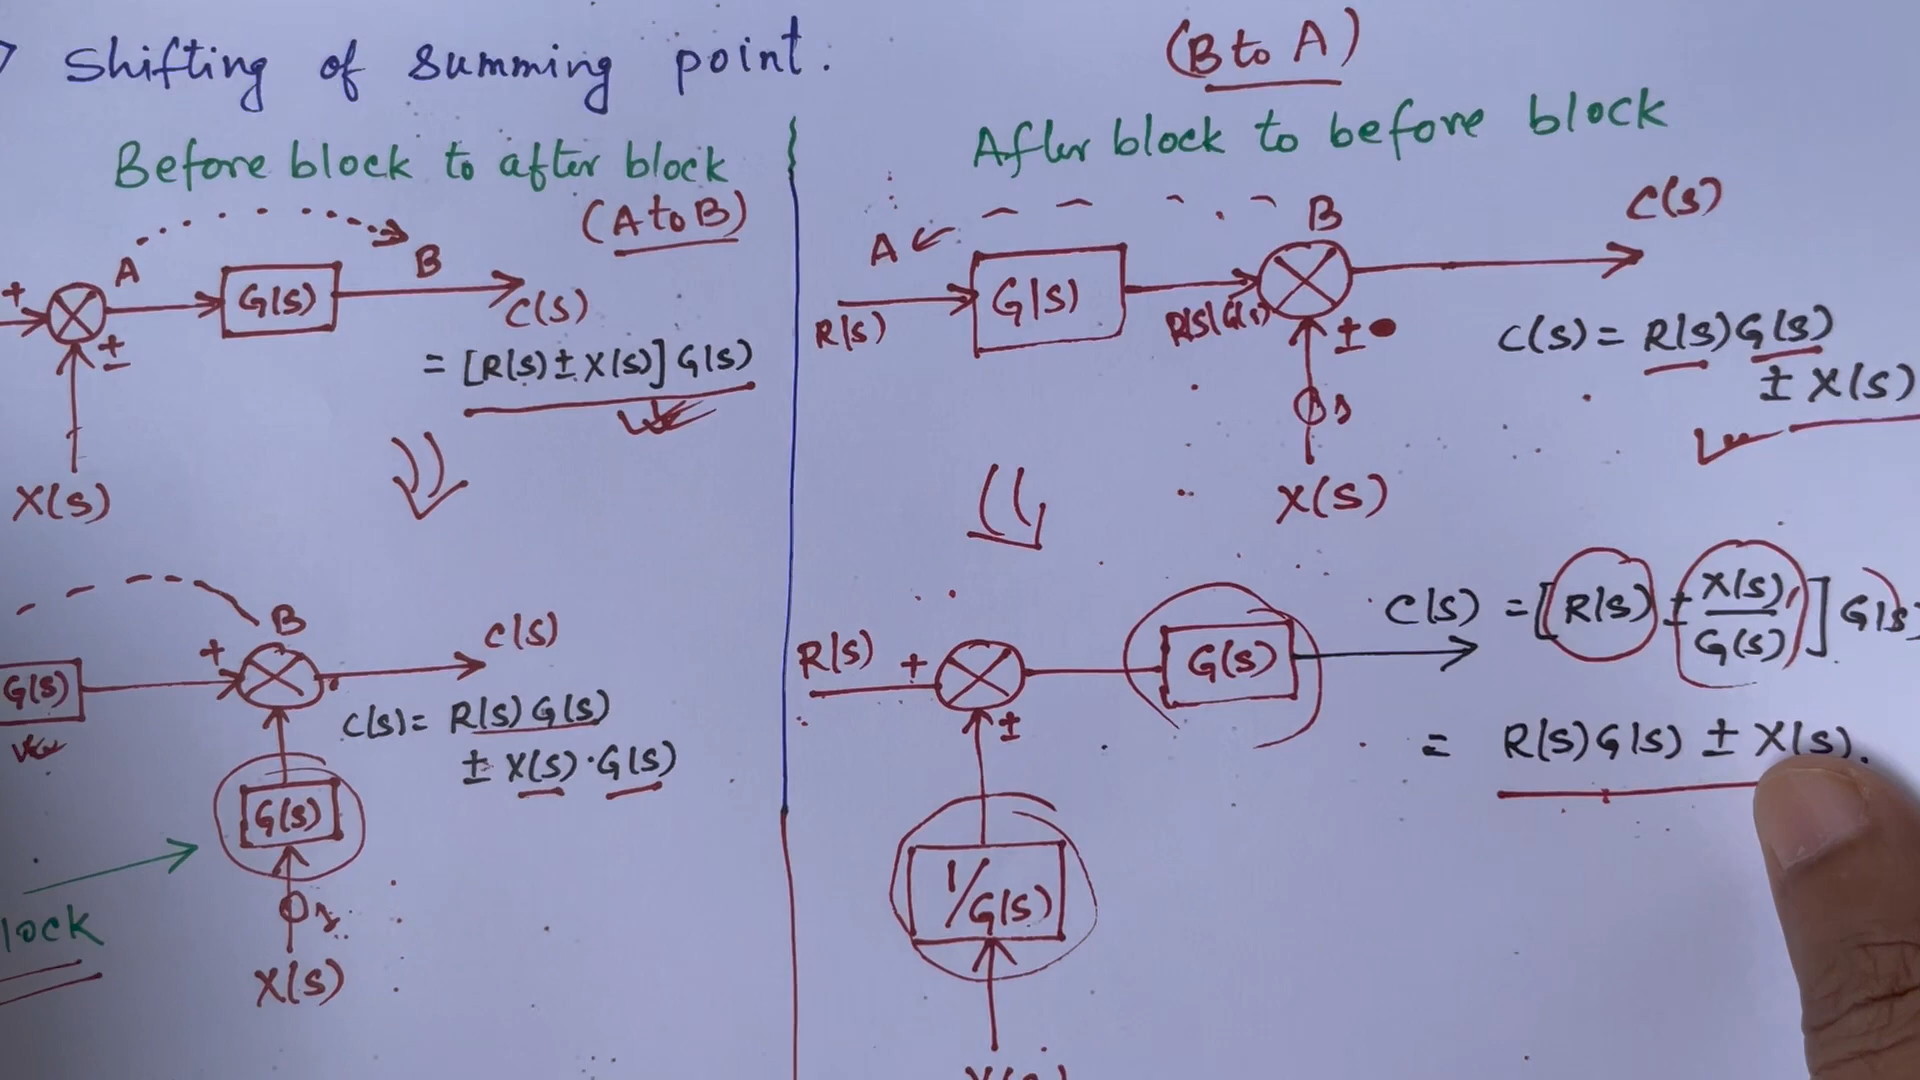 Shifting of summing point.
Before block to after block
(A to B)
A
B
+
±
G(s)
C(s)
= [R(s) ± X(s)] G(s)
X(s)
B
+
G(s)
C(s)
C(s) = R(s) G(s)
± X(s) · G(s)
G(s)
lock
X(s)
(B to A)
After block to before block
A
B
C(s)
R(s)
G(s)
R(s)G(s)
±
C(s) = R(s) G(s)
± X(s)
X(s)
R(s)
+
±
G(s)
C(s) = [R(s) ± X(s)/G(s)] G(s)
= R(s) G(s) ± X(s).
1/G(s)